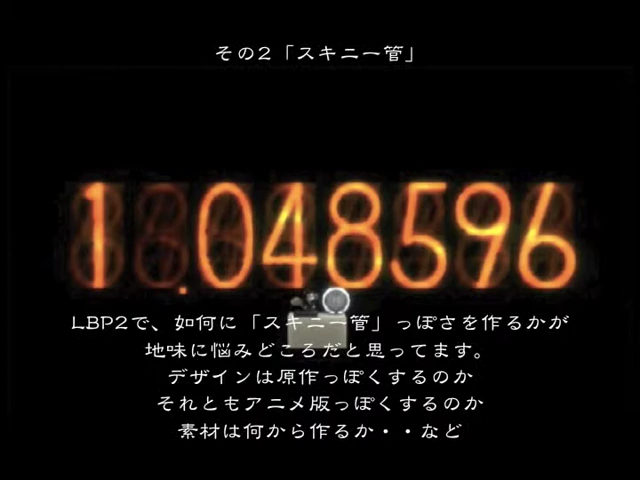 その2「スキニー管」
1.048596
LBP2で、如何に「スキニー管」っぽさを作るかが
地味に悩みどころだと思ってます。
デザインは原作っぽくするのか
それともアニメ版っぽくするのか
素材は何から作るか・・など